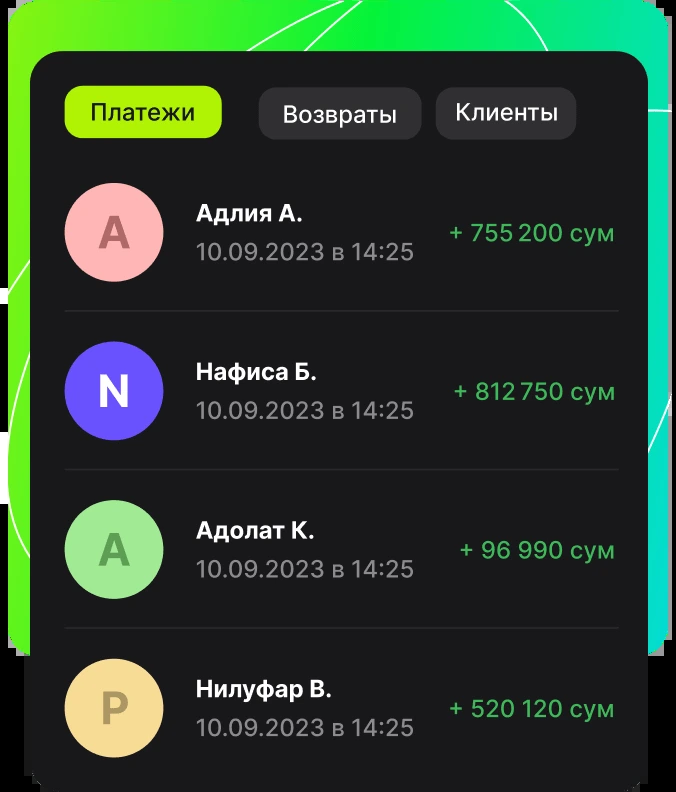 Платежи Возвраты Клиенты
А
Адлия А.
10.09.2023 в 14:25
+ 755 200 сум
N
Нафиса Б.
10.09.2023 в 14:25
+ 812 750 сум
А
Адолат К.
10.09.2023 в 14:25
+ 96 990 сум
P
Нилуфар В.
10.09.2023 в 14:25
+ 520 120 сум